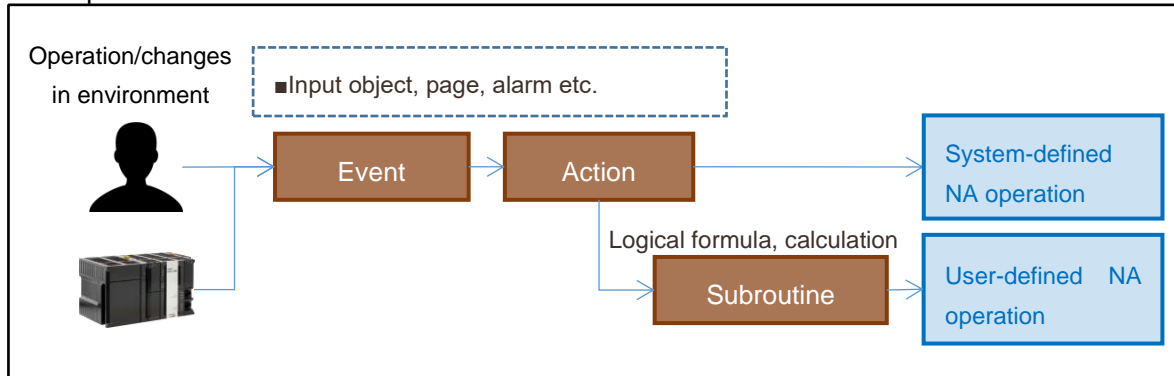 Operation/changes
in environment
■Input object, page, alarm etc.
Event
Action
System-defined
NA operation
Logical formula, calculation
Subroutine
User-defined NA
operation